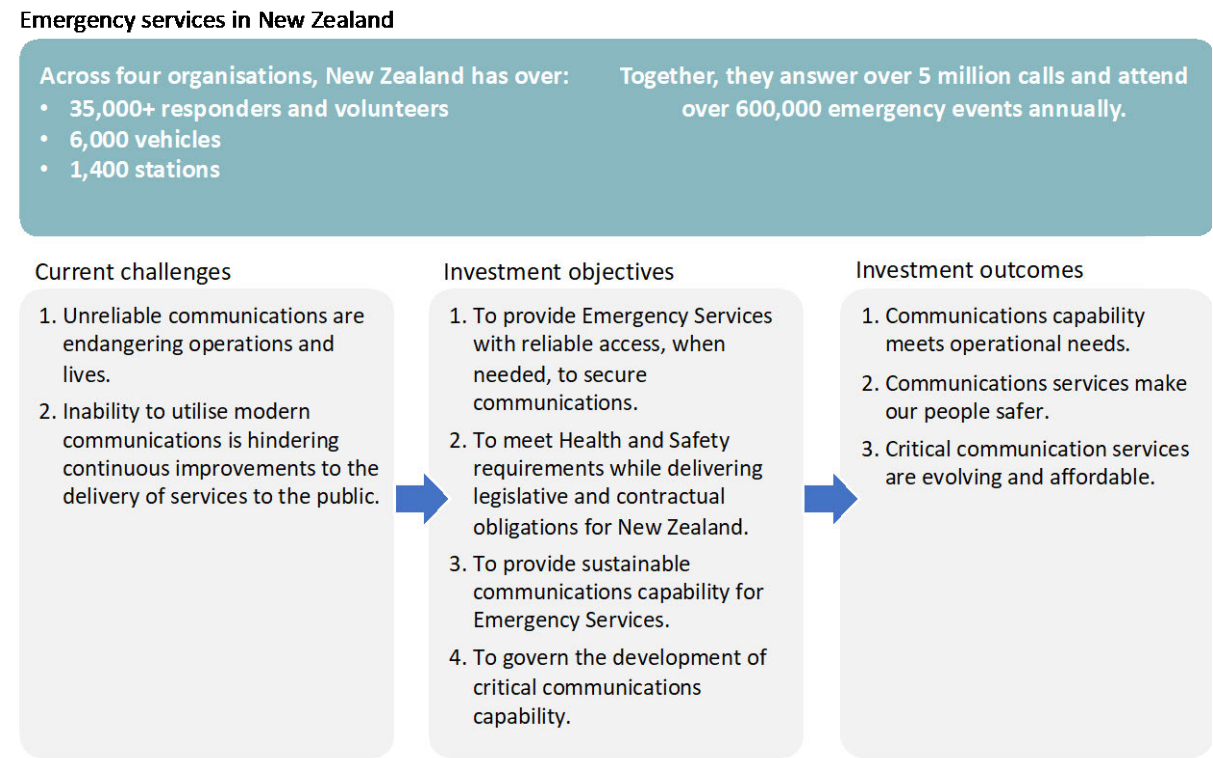 Emergency services in New Zealand
Across four organisations, New Zealand has over:
• 35,000+ responders and volunteers
• 6,000 vehicles
• 1,400 stations
Together, they answer over 5 million calls and attend
over 600,000 emergency events annually.
Current challenges
1. Unreliable communications are
endangering operations and
lives.
2. Inability to utilise modern
communications is hindering
continuous improvements to the
delivery of services to the public.
Investment objectives
1. To provide Emergency Services
with reliable access, when
needed, to secure
communications.
2. To meet Health and Safety
requirements while delivering
legislative and contractual
obligations for New Zealand.
3. To provide sustainable
communications capability for
Emergency Services.
4. To govern the development of
critical communications
capability.
Investment outcomes
1. Communications capability
meets operational needs.
2. Communications services make
our people safer.
3. Critical communication services
are evolving and affordable.